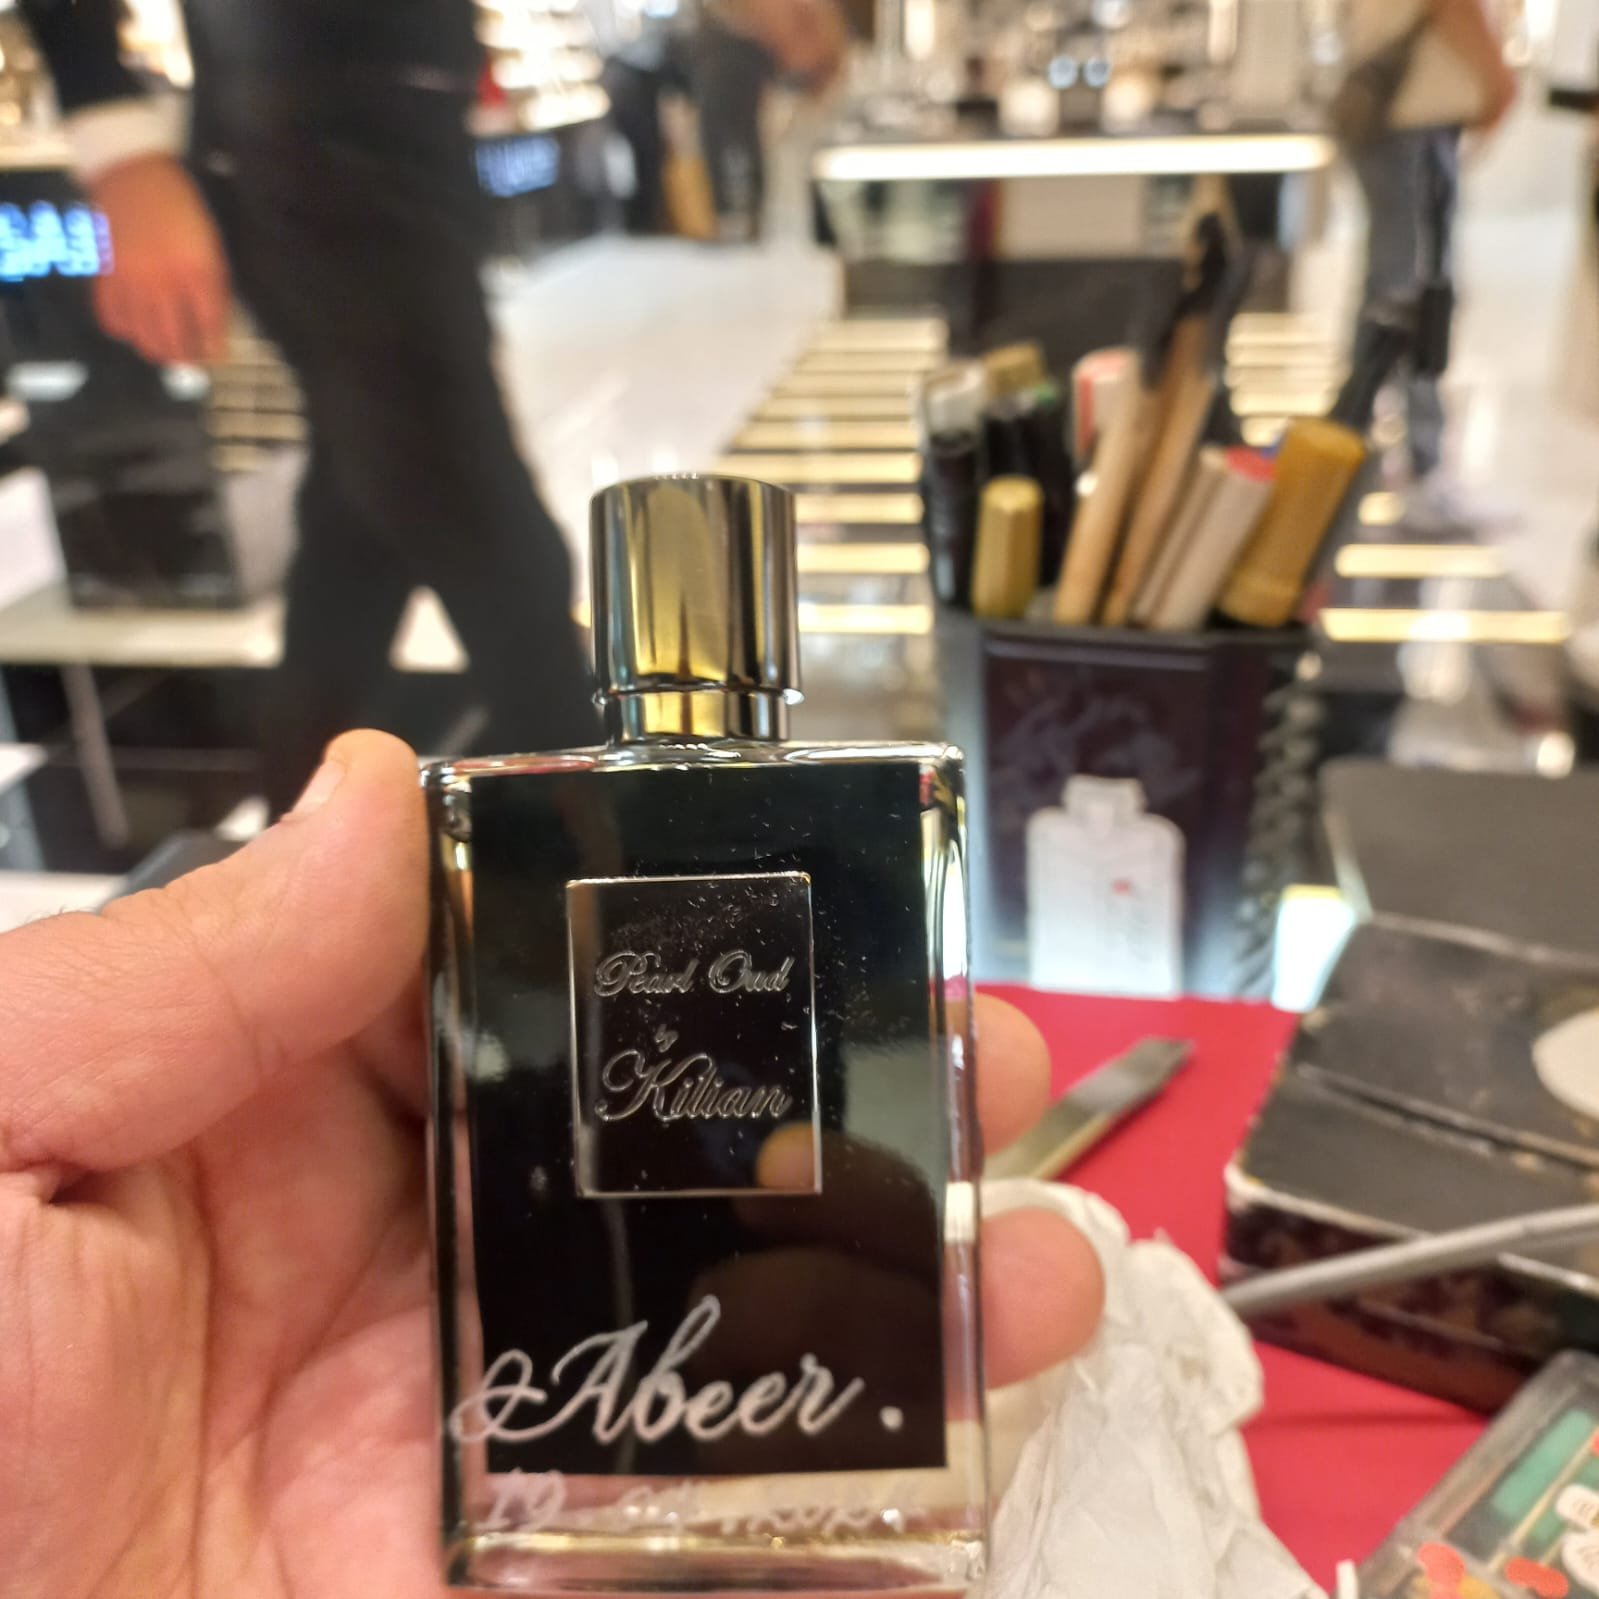 Pearl Oud
by
Kilian
Abeer.